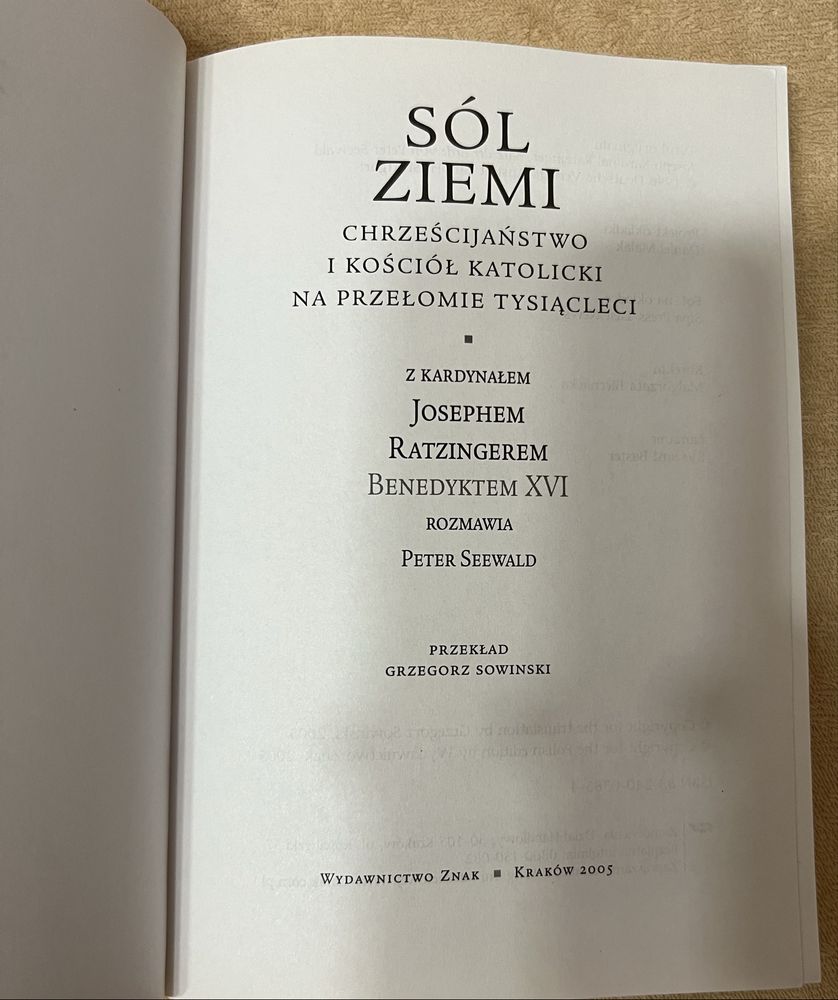 SÓL
ZIEMI
CHRZEŚCIJAŃSTWO
I KOŚCIÓŁ KATOLICKI
NA PRZEŁOMIE TYSIĄCLECI
Z KARDYNAŁEM
JOSEPHEM
RATZINGEREM
BENEDYKTEM XVI
ROZMAWIA
PETER SEEWALD
PRZEKŁAD
GRZEGORZ SOWINSKI
WYDAWNICTWO ZNAK ■ KRAKÓW 2005